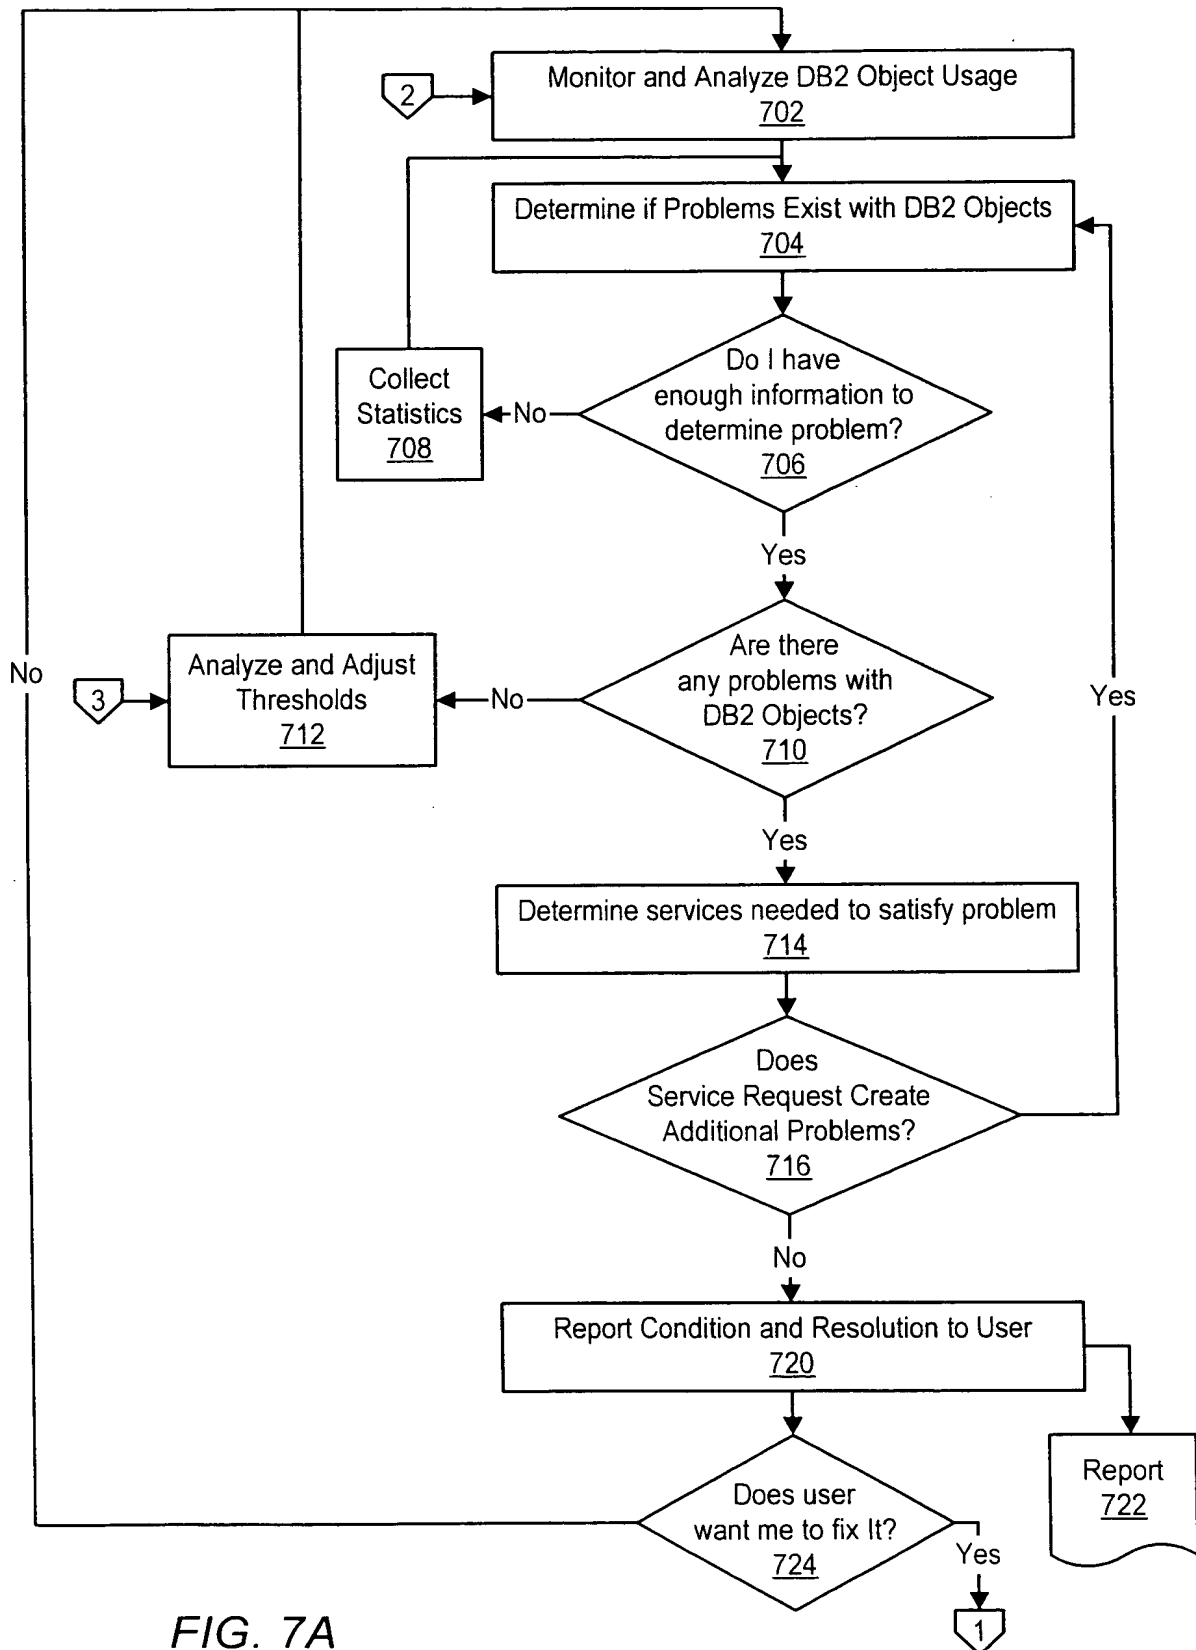 Monitor and Analyze DB2 Object Usage
702
2
Determine if Problems Exist with DB2 Objects
704
Do I have
enough information to
determine problem?
706
No
Collect
Statistics
708
Yes
Are there
any problems with
DB2 Objects?
710
No
Analyze and Adjust
Thresholds
712
3
No
Yes
Yes
Determine services needed to satisfy problem
714
Does
Service Request Create
Additional Problems?
716
No
Report Condition and Resolution to User
720
Report
722
Does user
want me to fix It?
724
Yes
1
FIG. 7A